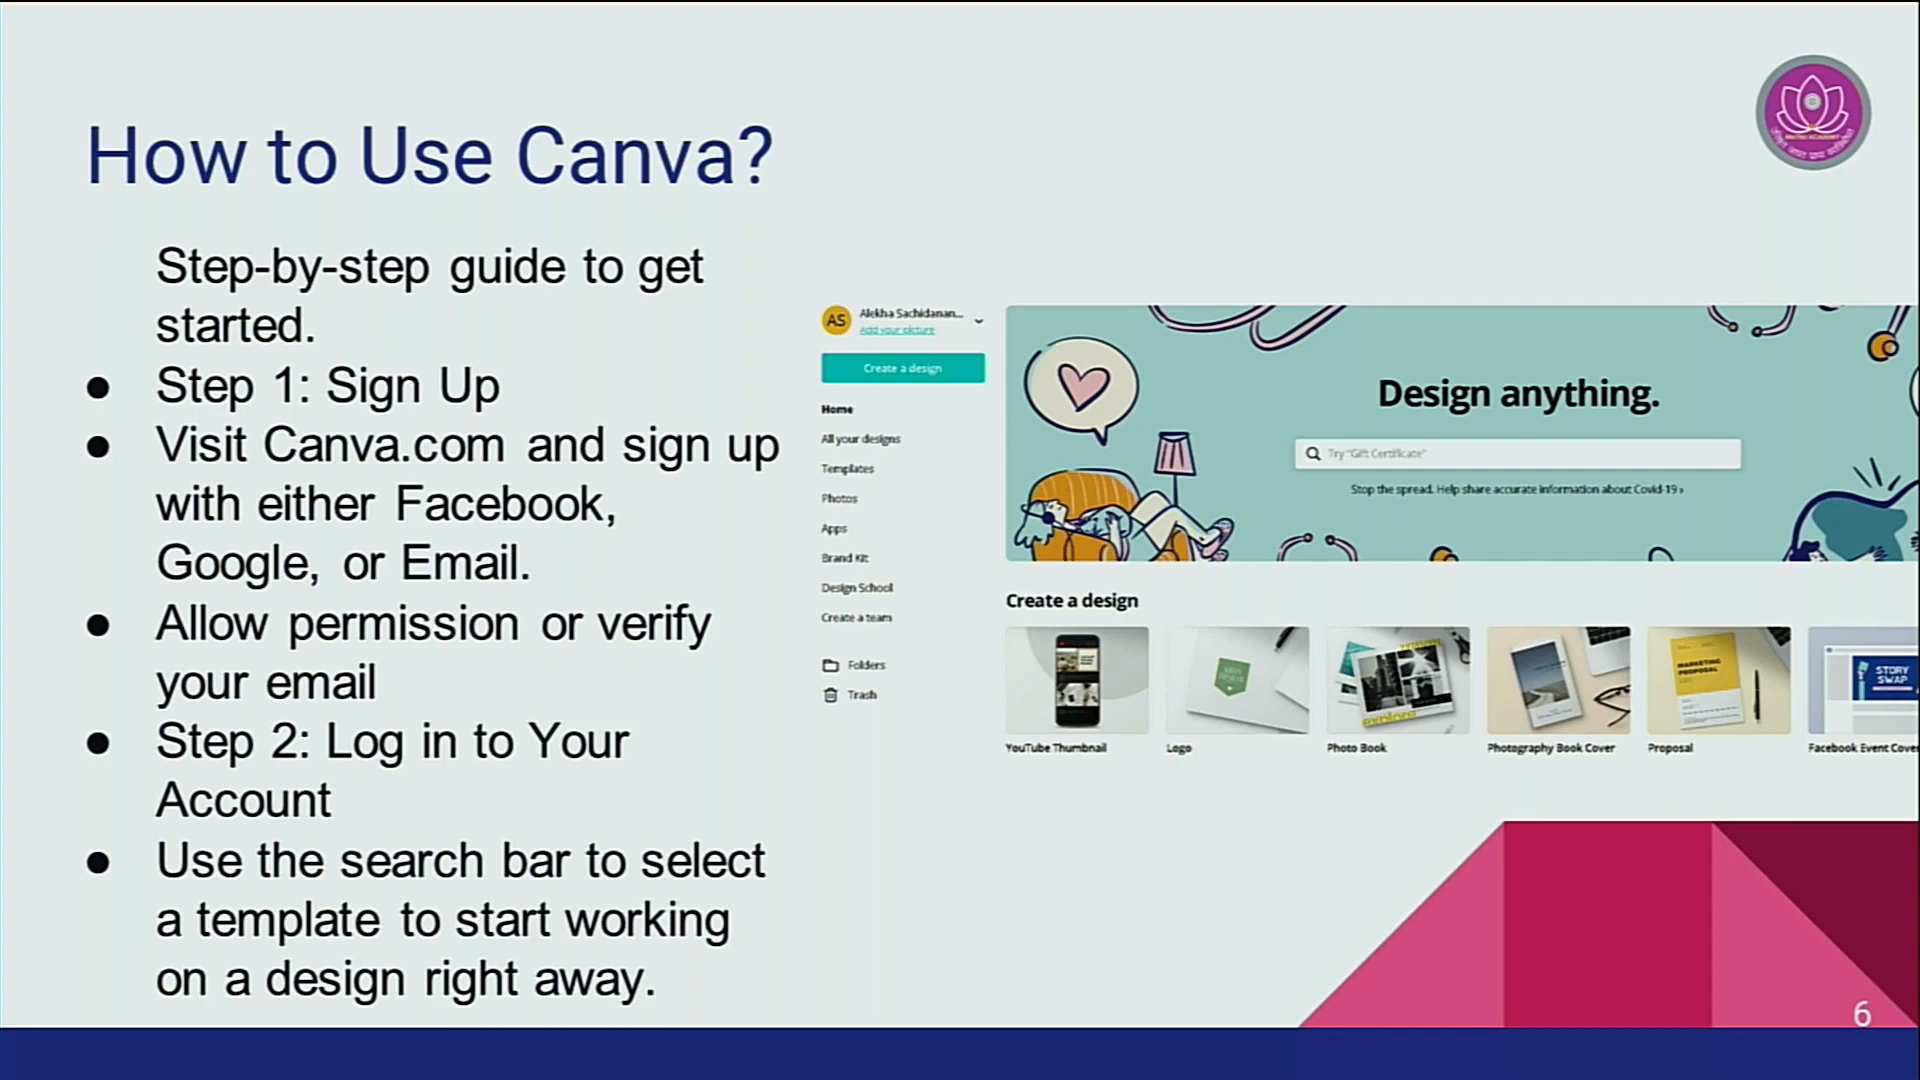 How to Use Canva?
Step-by-step guide to get
started.
● Step 1: Sign Up
● Visit Canva.com and sign up
with either Facebook,
Google, or Email.
● Allow permission or verify
your email
● Step 2: Log in to Your
Account
● Use the search bar to select
a template to start working
on a design right away.
AS
Alekha Sachidanan...
Add your picture
Create a design
Home
All your designs
Templates
Photos
Apps
Brand Kit
Design School
Create a team
Folders
Trash
Design anything.
Try "Gift Certificate"
Stop the spread. Help share accurate information about Covid-19 ›
Create a design
MARKETING
PROPOSAL
STORY
SWAP
YouTube Thumbnail
Logo
Photo Book
Photography Book Cover
Proposal
Facebook Event Cover
6